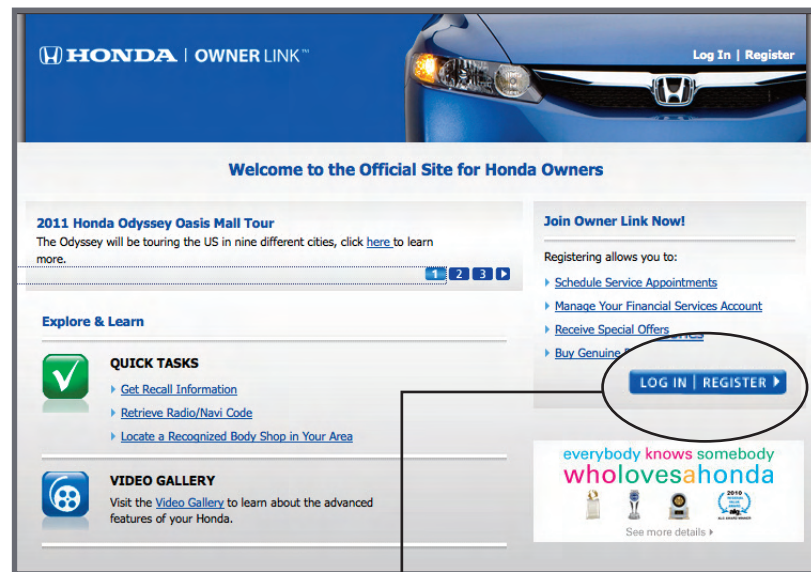 HONDA | OWNER LINK™
Log In | Register
Welcome to the Official Site for Honda Owners
2011 Honda Odyssey Oasis Mall Tour
The Odyssey will be touring the US in nine different cities, click here to learn
more.
1 2 3
Explore & Learn
QUICK TASKS
Get Recall Information
Retrieve Radio/Navi Code
Locate a Recognized Body Shop in Your Area
VIDEO GALLERY
Visit the Video Gallery to learn about the advanced
features of your Honda.
Join Owner Link Now!
Registering allows you to:
Schedule Service Appointments
Manage Your Financial Services Account
Receive Special Offers
Buy Genuine
LOG IN | REGISTER
everybody knows somebody
wholovesahonda
2010
See more details